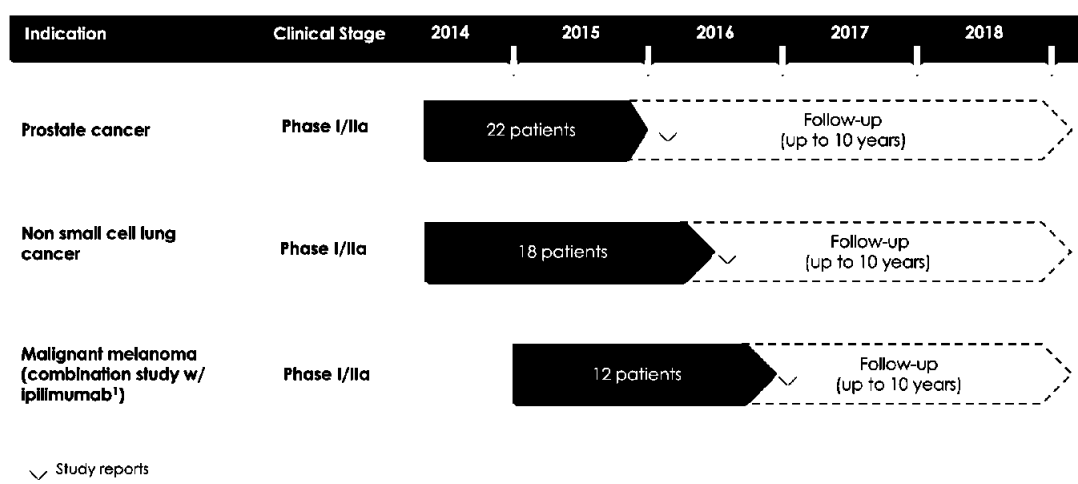 Indication Clinical Stage 2014 2015 2016 2017 2018
Prostate cancer Phase I/IIa 22 patients Follow-up
(up to 10 years)
Non small cell lung
cancer Phase I/IIa 18 patients Follow-up
(up to 10 years)
Malignant melanoma
(combination study w/
ipilimumab¹) Phase I/IIa 12 patients Follow-up
(up to 10 years)
Study reports